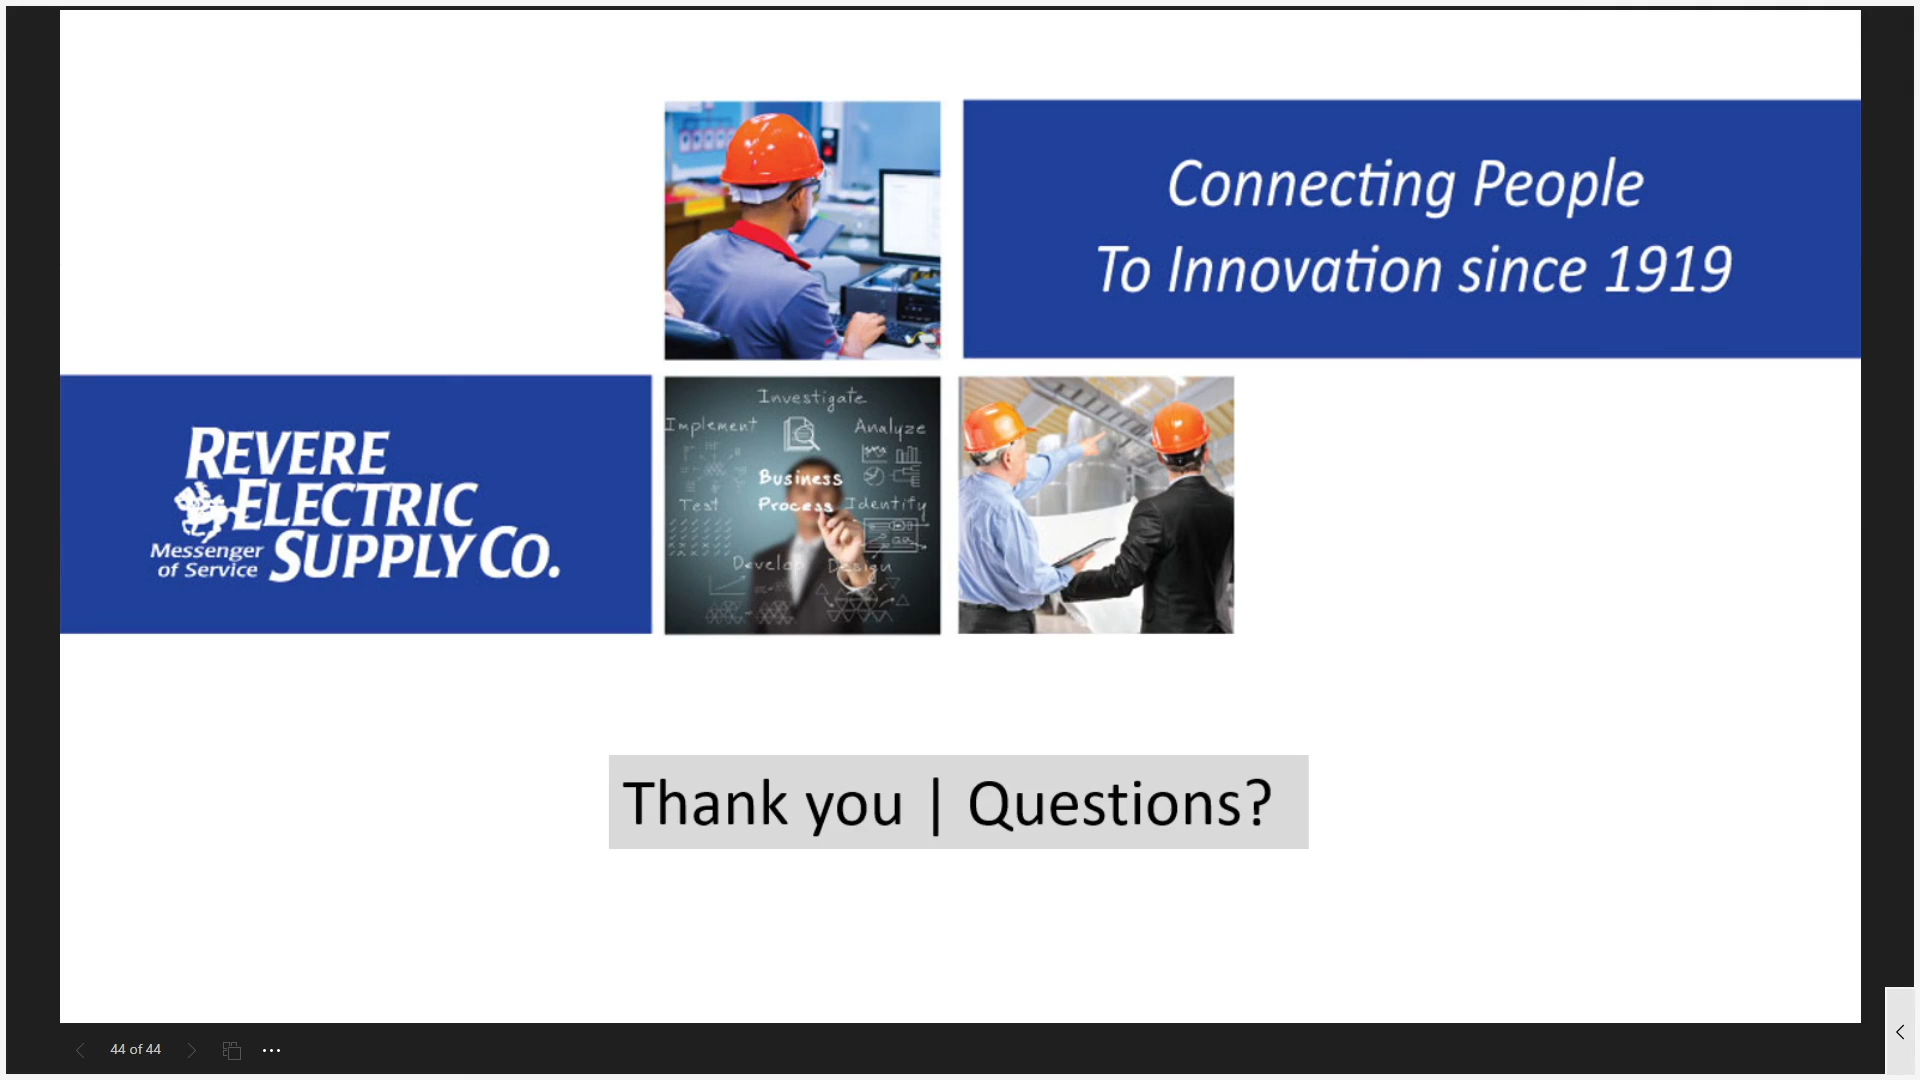 Connecting People
To Innovation since 1919
REVERE
ELECTRIC
SUPPLY CO.
Messenger
of Service
Investigate
Implement
Analyze
Business
Process
Test
Identify
Develop
Design
Thank you | Questions?
44 of 44